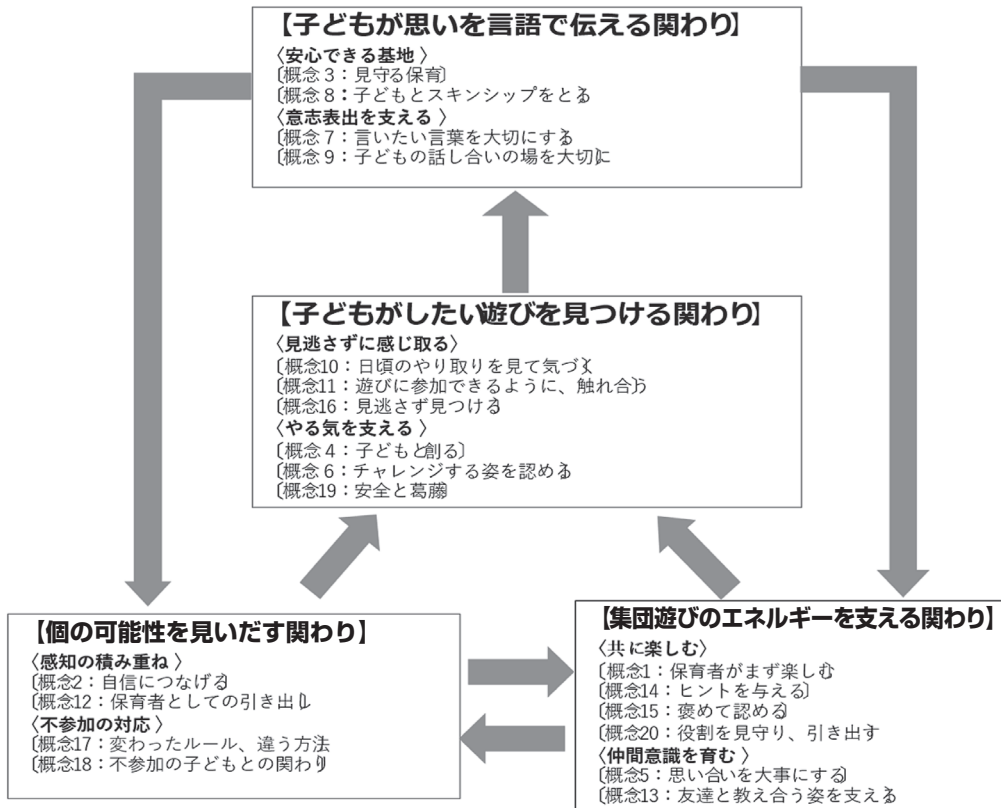 【子どもが思いを言語で伝える関わり】
〈安心できる基地〉
〔概念3：見守る保育〕
〔概念8：子どもとスキンシップをとる〕
〈意志表出を支える〉
〔概念7：言いたい言葉を大切にする〕
〔概念9：子どもの話し合いの場を大切に〕
【子どもがしたい遊びを見つける関わり】
〈見逃さずに感じ取る〉
〔概念10：日頃のやり取りを見て気づく〕
〔概念11：遊びに参加できるように、触れ合う〕
〔概念16：見逃さず見つける〕
〈やる気を支える〉
〔概念4：子どもと創る〕
〔概念6：チャレンジする姿を認める〕
〔概念19：安全と葛藤〕
【個の可能性を見いだす関わり】
〈感知の積み重ね〉
〔概念2：自信につなげる〕
〔概念12：保育者としての引き出し〕
〈不参加の対応〉
〔概念17：変わったルール、違う方法〕
〔概念18：不参加の子どもとの関わり〕
【集団遊びのエネルギーを支える関わり】
〈共に楽しむ〉
〔概念1：保育者がまず楽しむ〕
〔概念14：ヒントを与える〕
〔概念15：褒めて認める〕
〔概念20：役割を見守り、引き出す〕
〈仲間意識を育む〉
〔概念5：思い合いを大事にする〕
〔概念13：友達と教え合う姿を支える〕